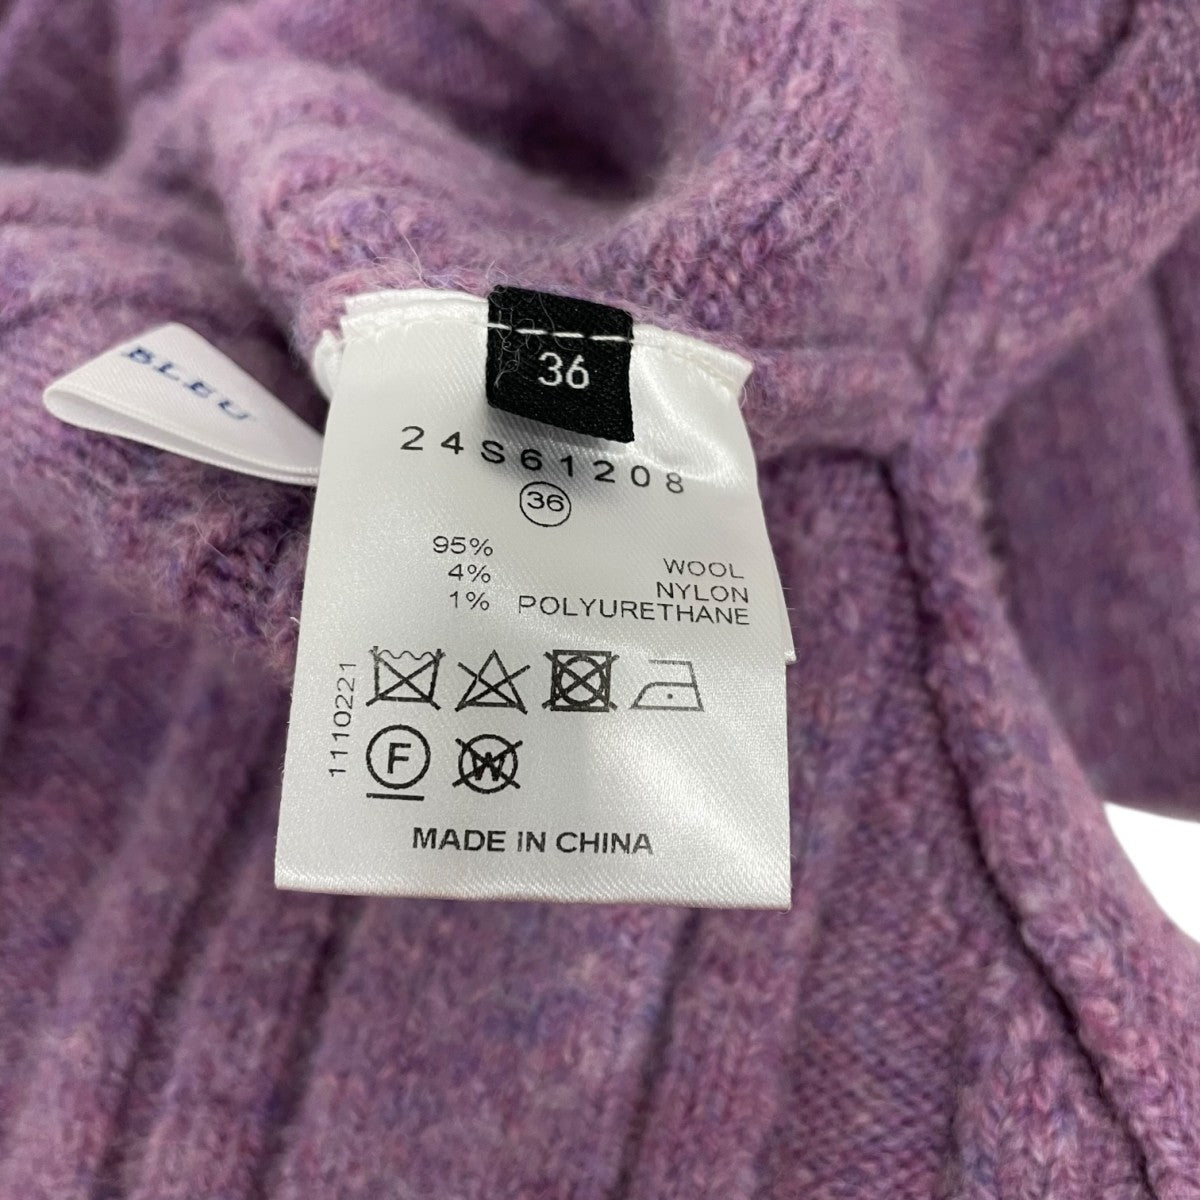 BLEU
36
24S61208
36
95% WOOL
4% NYLON
1% POLYURETHANE
1110221
F
W
MADE IN CHINA